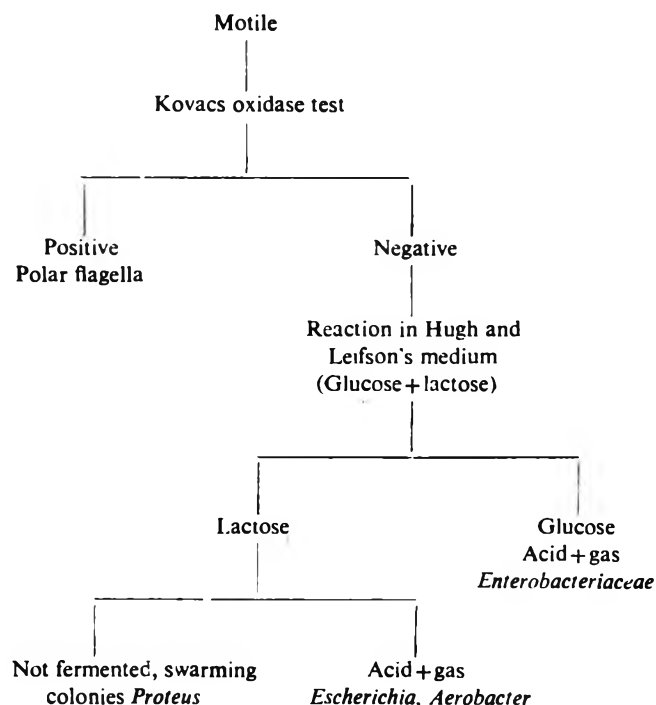 Motile
Kovacs oxidase test
Positive
Polar flagella
Negative
Reaction in Hugh and
Leifson's medium
(Glucose + lactose)
Lactose
Glucose
Acid + gas
Enterobacteriaceae
Not fermented, swarming
colonies Proteus
Acid + gas
Escherichia, Aerobacter